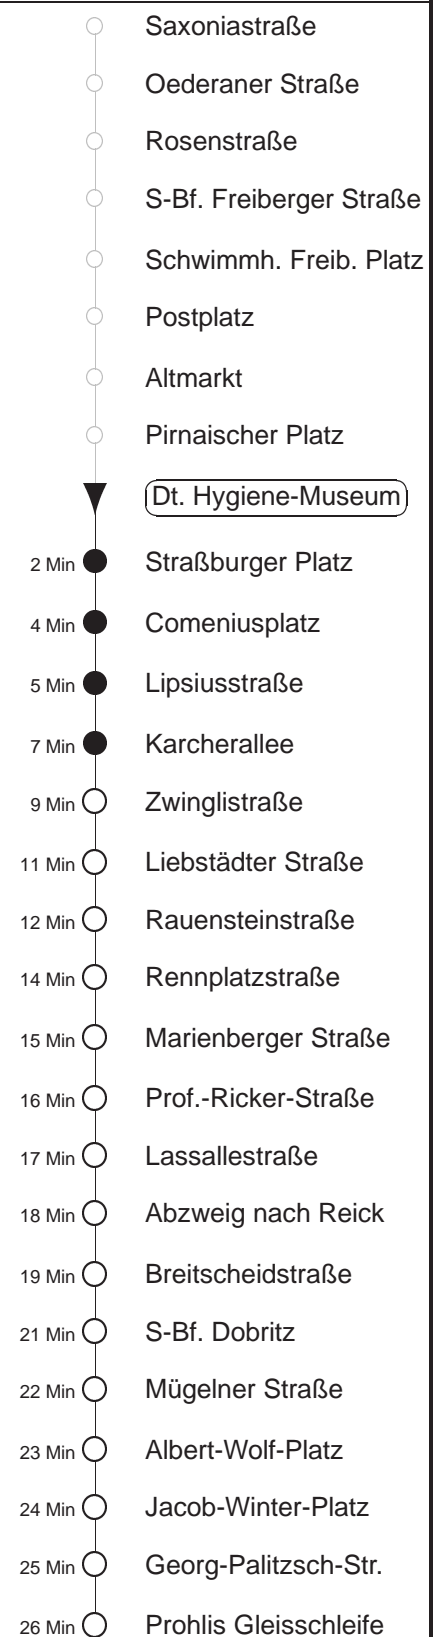 Saxoniastraße
Oederaner Straße
Rosenstraße
S-Bf. Freiberger Straße
Schwimmh. Freib. Platz
Postplatz
Altmarkt
Pirnaischer Platz
Dt. Hygiene-Museum
2 Min Straßburger Platz
4 Min Comeniusplatz
5 Min Lipsiusstraße
7 Min Karcherallee
9 Min Zwinglistraße
11 Min Liebstädter Straße
12 Min Rauensteinstraße
14 Min Rennplatzstraße
15 Min Marienberger Straße
16 Min Prof.-Ricker-Straße
17 Min Lassallestraße
18 Min Abzweig nach Reick
19 Min Breitscheidstraße
21 Min S-Bf. Dobritz
22 Min Mügelner Straße
23 Min Albert-Wolf-Platz
24 Min Jacob-Winter-Platz
25 Min Georg-Palitzsch-Str.
26 Min Prohlis Gleisschleife